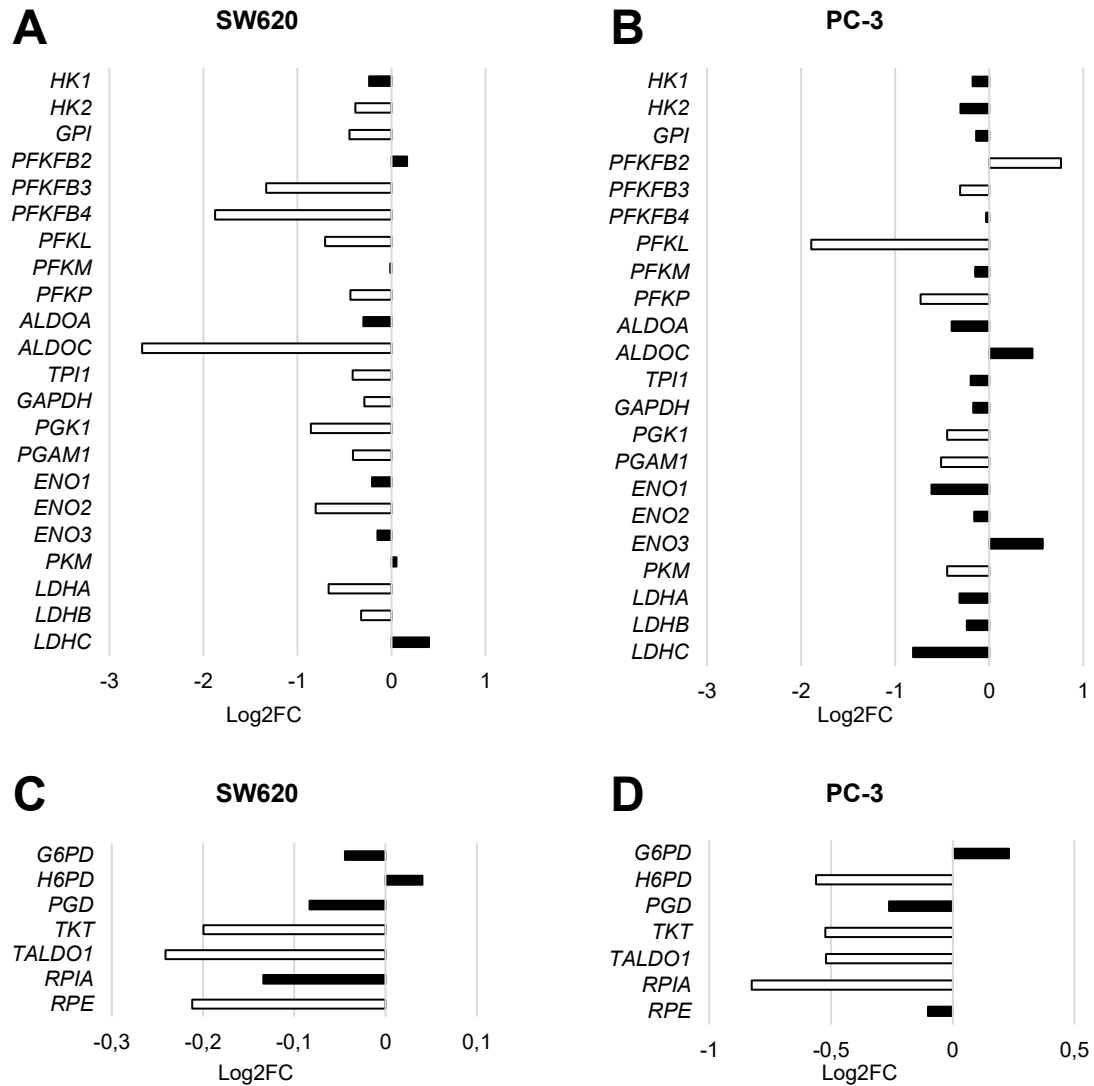 A
SW620
HK1
HK2
GPI
PFKFB2
PFKFB3
PFKFB4
PFKL
PFKM
PFKP
ALDOA
ALDOC
TPI1
GAPDH
PGK1
PGAM1
ENO1
ENO2
ENO3
PKM
LDHA
LDHB
LDHC
-3 -2 -1 0 1
Log2FC
B
PC-3
HK1
HK2
GPI
PFKFB2
PFKFB3
PFKFB4
PFKL
PFKM
PFKP
ALDOA
ALDOC
TPI1
GAPDH
PGK1
PGAM1
ENO1
ENO2
ENO3
PKM
LDHA
LDHB
LDHC
-3 -2 -1 0 1
Log2FC
C
SW620
G6PD
H6PD
PGD
TKT
TALDO1
RPIA
RPE
-0,3 -0,2 -0,1 0 0,1
Log2FC
D
PC-3
G6PD
H6PD
PGD
TKT
TALDO1
RPIA
RPE
-1 -0,5 0 0,5
Log2FC